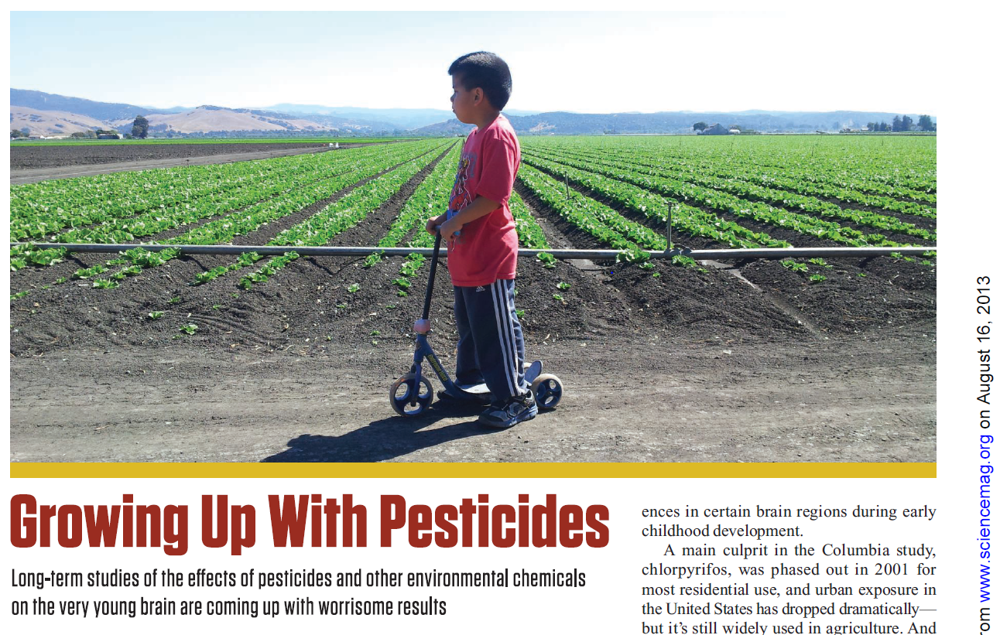 Growing Up With Pesticides
Long-term studies of the effects of pesticides and other environmental chemicals
on the very young brain are coming up with worrisome results
ences in certain brain regions during early
childhood development.
A main culprit in the Columbia study,
chlorpyrifos, was phased out in 2001 for
most residential use, and urban exposure in
the United States has dropped dramatically—
but it's still widely used in agriculture. And
www.sciencemag.org on August 16, 2013
adidas